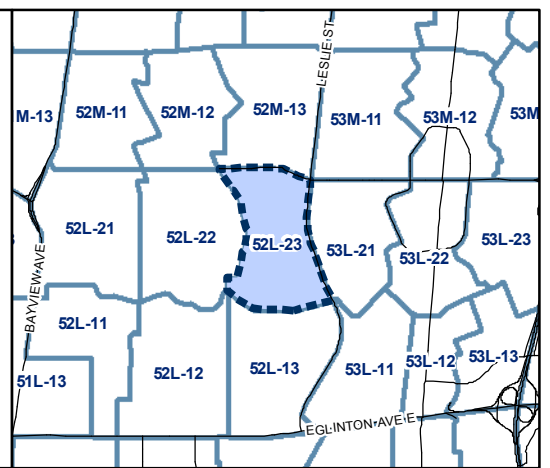 LESLIE ST
M-13
52M-11
52M-12
52M-13
53M-11
53M-12
53M
52L-21
52L-22
52L-23
53L-21
53L-22
53L-23
BAYVIEW AVE
52L-11
51L-13
52L-12
52L-13
53L-11
53L-12
53L-13
EGLINTON AVE E